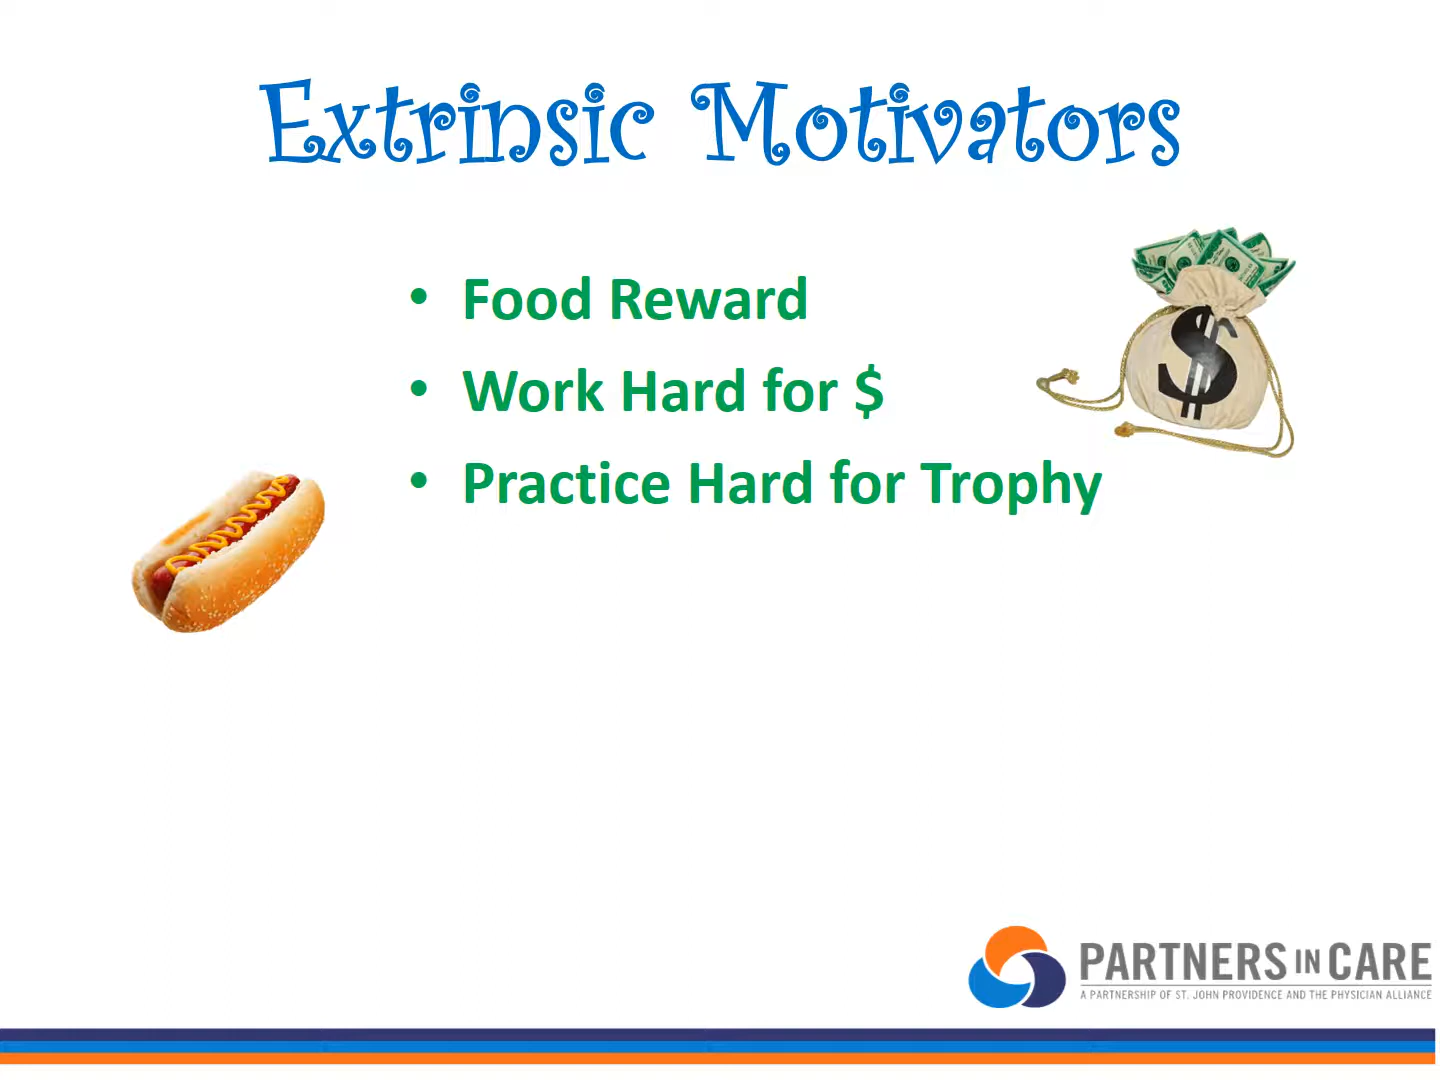 Extrinsic Motivators
• Food Reward
• Work Hard for $
• Practice Hard for Trophy
$
PARTNERS IN CARE
A PARTNERSHIP OF ST. JOHN PROVIDENCE AND THE PHYSICIAN ALLIANCE